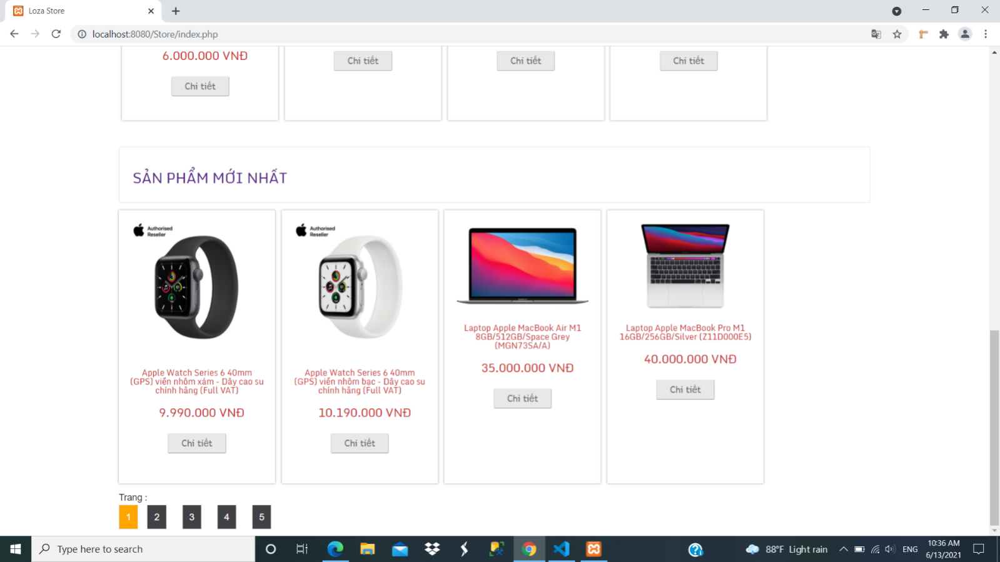 Loza Store
localhost:8080/Store/index.php
6.000.000 VNĐ
Chi tiết
Chi tiết
Chi tiết
Chi tiết
SẢN PHẨM MỚI NHẤT
Authorised
Reseller
Apple Watch Series 6 40mm
(GPS) viền nhôm xám - Dây cao su
chính hãng (Full VAT)
9.990.000 VNĐ
Chi tiết
Authorised
Reseller
Apple Watch Series 6 40mm
(GPS) viền nhôm bạc - Dây cao su
chính hãng (Full VAT)
10.190.000 VNĐ
Chi tiết
Laptop Apple MacBook Air M1
8GB/512GB/Space Grey
(MGN73SA/A)
35.000.000 VNĐ
Chi tiết
Laptop Apple MacBook Pro M1
16GB/256GB/Silver (Z11D000E5)
40.000.000 VNĐ
Chi tiết
Trang :
1 2 3 4 5
Type here to search
88°F Light rain
ENG
10:36 AM
6/13/2021